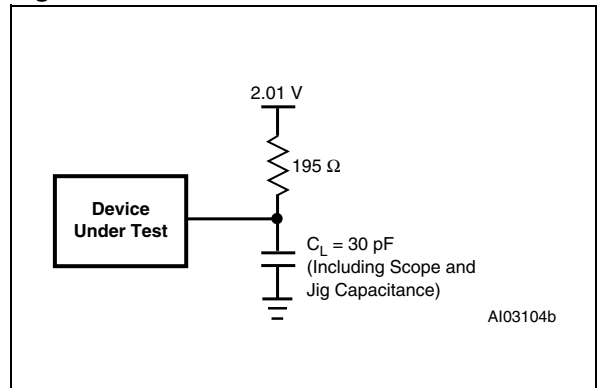 2.01 V
195 Ω
Device
Under Test
C_L = 30 pF
(Including Scope and
Jig Capacitance)
AI03104b